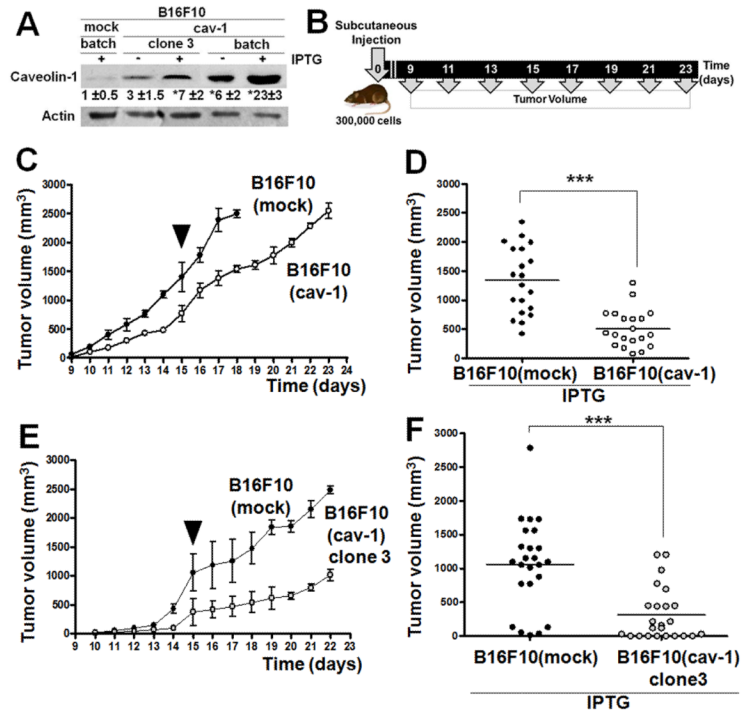 A
B16F10
mock cav-1
batch clone 3 batch
+ - + - + IPTG
Caveolin-1
1 ±0.5 3 ±1.5 *7 ±2 *6 ±2 *23±3
Actin
B
Subcutaneous
Injection
0 9 11 13 15 17 19 21 23
Time
(days)
Tumor Volume
300,000 cells
C
Tumor volume (mm3)
3000
2500
2000
1500
1000
500
0
B16F10
(mock)
B16F10
(cav-1)
9 10 11 12 13 14 15 16 17 18 19 20 21 22 23 24
Time (days)
D
***
Tumor volume (mm3)
3000
2500
2000
1500
1000
500
0
B16F10(mock) B16F10(cav-1)
IPTG
E
Tumor volume (mm3)
3000
2500
2000
1500
1000
500
0
B16F10
(mock)
B16F10
(cav-1)
clone 3
9 10 11 12 13 14 15 16 17 18 19 20 21 22 23
Time (days)
F
***
Tumor volume (mm3)
3000
2500
2000
1500
1000
500
0
B16F10(mock) B16F10(cav-1)
clone3
IPTG